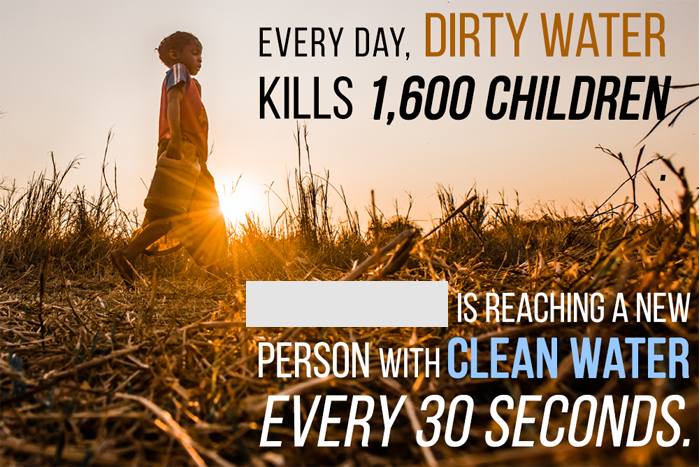 EVERY DAY, DIRTY WATER
KILLS 1,600 CHILDREN
.
IS REACHING A NEW
PERSON WITH CLEAN WATER
EVERY 30 SECONDS.